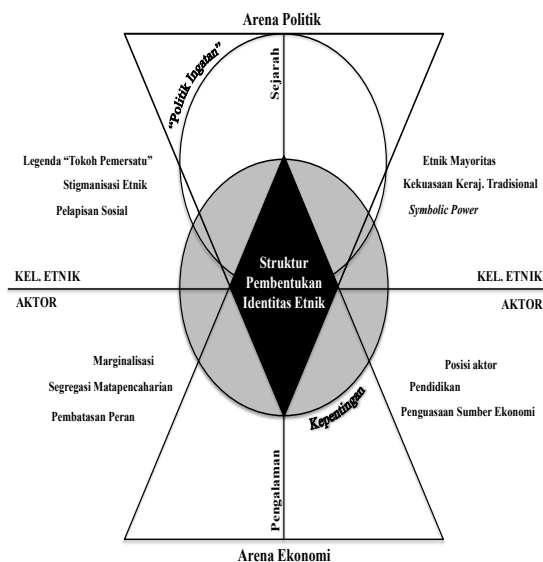 Arena Politik
"Politik Ingatan"
Sejarah
Legenda "Tokoh Pemersatu"
Stigmanisasi Etnik
Pelapisan Sosial
Etnik Mayoritas
Kekuasaan Keraj. Tradisional
Symbolic Power
Struktur
Pembentukan
Identitas Etnik
KEL. ETNIK
AKTOR
KEL. ETNIK
AKTOR
Marginalisasi
Segregasi Matapencaharian
Pembatasan Peran
Posisi aktor
Pendidikan
Penguasaan Sumber Ekonomi
Kepentingan
Pengalaman
Arena Ekonomi